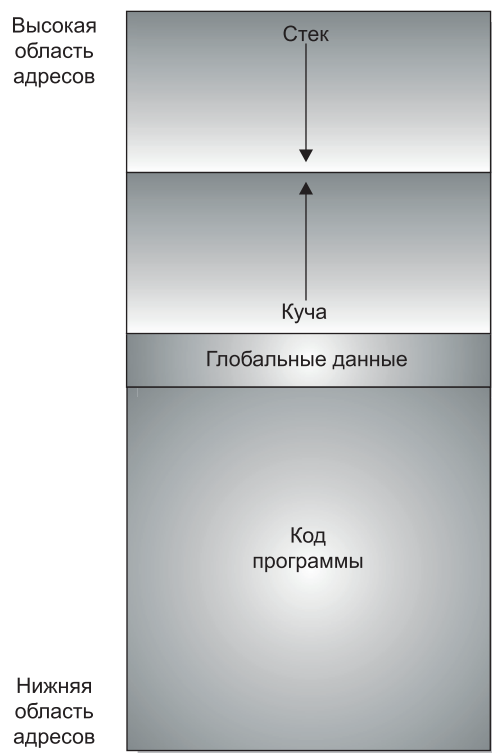 Высокая
область
адресов
Стек
Куча
Глобальные данные
Код
программы
Нижняя
область
адресов